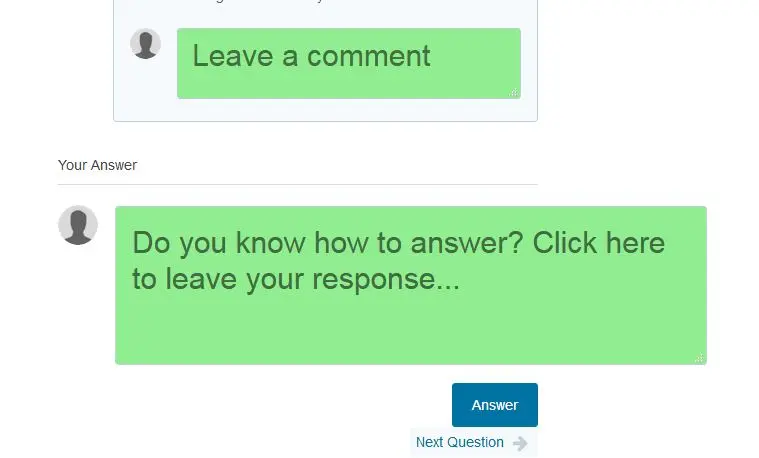 Leave a comment
Your Answer
Do you know how to answer? Click here
to leave your response...
Answer
Next Question